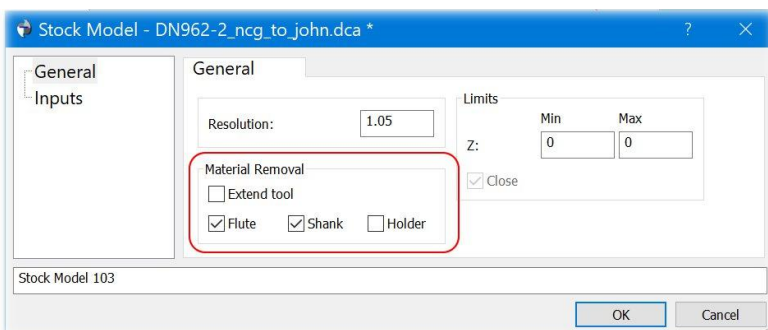 Stock Model - DN962-2_ncg_to_john.dca * ? ×
General
Inputs
General
Resolution: 1.05
Material Removal
Extend tool
Flute Shank Holder
Limits
Min Max
Z: 0 0
Close
Stock Model 103
OK Cancel